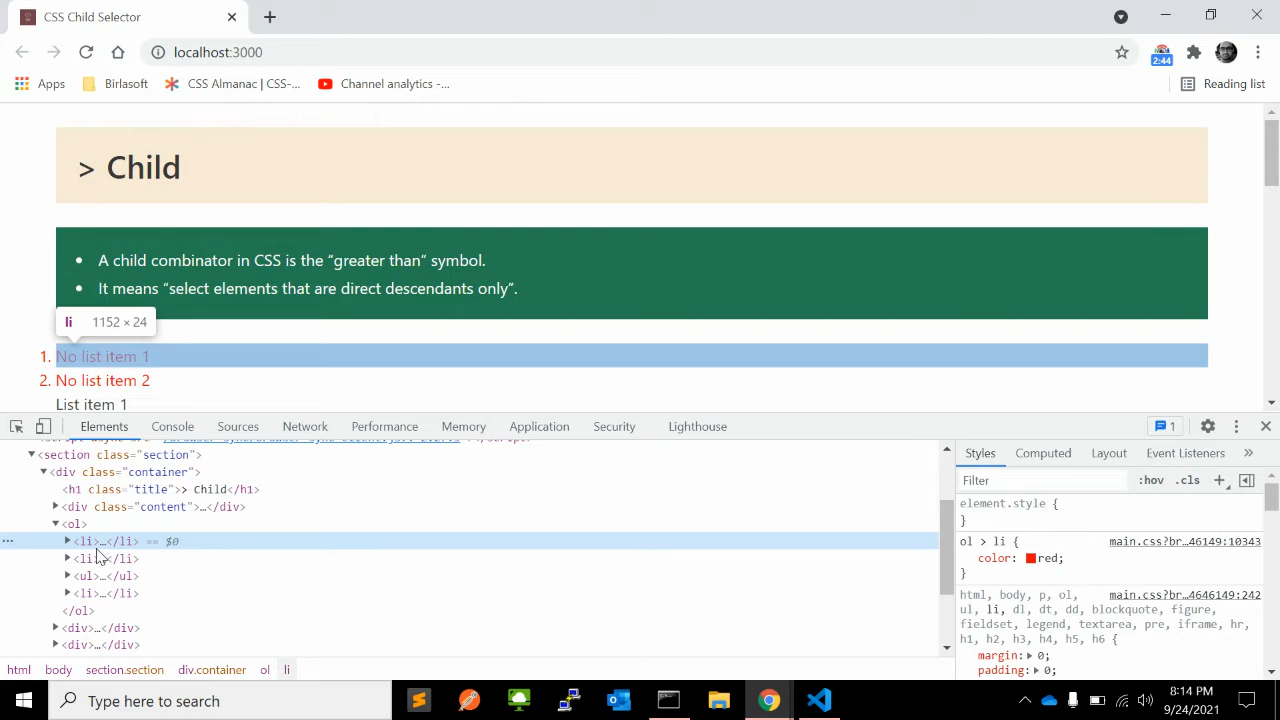 CSS Child Selector
localhost:3000
2:44
Apps
Birlasoft
CSS Almanac | CSS-...
Channel analytics -...
Reading list
> Child
• A child combinator in CSS is the “greater than“ symbol.
• It means “select elements that are direct descendants only“.
li 1152 × 24
1. No list item 1
2. No list item 2
List item 1
Elements
Console
Sources
Network
Performance
Memory
Application
Security
Lighthouse
1
<section class="section">
<div class="container">
<h1 class="title">> Child</h1>
<div class="content">…</div>
<ol>
<li>…</li> == $0
<li>…</li>
<ul>…</ul>
<li>…</li>
</ol>
<div>…</div>
<div>…</div>
html body section.section div.container ol li
Styles
Computed
Layout
Event Listeners
Filter
:hov .cls +
element.style {
}
ol > li { main.css?br…46149:10343
color: red;
}
html, body, p, ol, main.css?br…4646149:242
ul, li, dl, dt, dd, blockquote, figure,
fieldset, legend, textarea, pre, iframe, hr,
h1, h2, h3, h4, h5, h6 {
margin: 0;
padding: 0;
Type here to search
8:14 PM
9/24/2021